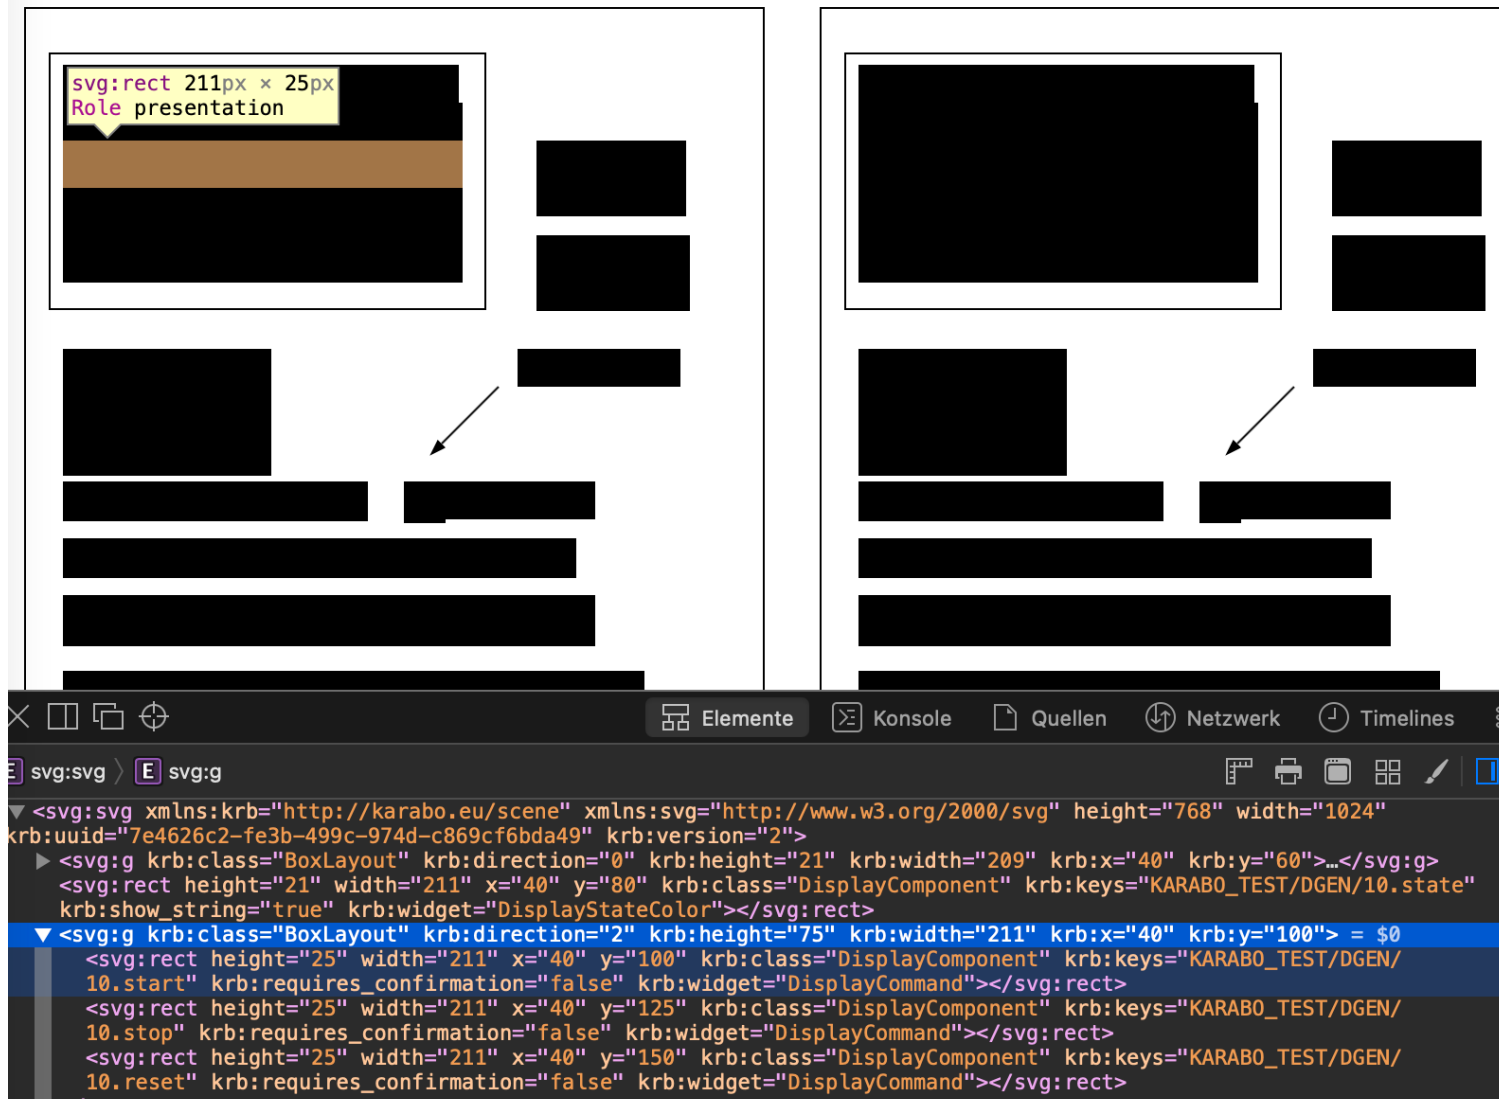 svg:rect 211px × 25px
Role presentation
Elemente Konsole Quellen Netzwerk Timelines
E svg:svg E svg:g
<svg:svg xmlns:krb="http://karabo.eu/scene" xmlns:svg="http://www.w3.org/2000/svg" height="768" width="1024"
krb:uuid="7e4626c2-fe3b-499c-974d-c869cf6bda49" krb:version="2">
<svg:g krb:class="BoxLayout" krb:direction="0" krb:height="21" krb:width="209" krb:x="40" krb:y="60">…</svg:g>
<svg:rect height="21" width="211" x="40" y="80" krb:class="DisplayComponent" krb:keys="KARABO_TEST/DGEN/10.state"
krb:show_string="true" krb:widget="DisplayStateColor"></svg:rect>
<svg:g krb:class="BoxLayout" krb:direction="2" krb:height="75" krb:width="211" krb:x="40" krb:y="100"> = $0
<svg:rect height="25" width="211" x="40" y="100" krb:class="DisplayComponent" krb:keys="KARABO_TEST/DGEN/
10.start" krb:requires_confirmation="false" krb:widget="DisplayCommand"></svg:rect>
<svg:rect height="25" width="211" x="40" y="125" krb:class="DisplayComponent" krb:keys="KARABO_TEST/DGEN/
10.stop" krb:requires_confirmation="false" krb:widget="DisplayCommand"></svg:rect>
<svg:rect height="25" width="211" x="40" y="150" krb:class="DisplayComponent" krb:keys="KARABO_TEST/DGEN/
10.reset" krb:requires_confirmation="false" krb:widget="DisplayCommand"></svg:rect>